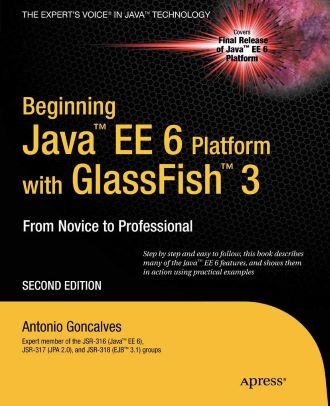 THE EXPERT'S VOICE® IN JAVA™ TECHNOLOGY
Covers
Final Release
of Java™ EE 6
Platform
Beginning
Java™ EE 6 Platform
with GlassFish™ 3
From Novice to Professional
Step by step and easy to follow, this book describes
many of the Java™ EE 6 features, and shows them
in action using practical examples
SECOND EDITION
Antonio Goncalves
Expert member of the JSR-316 (Java™ EE 6),
JSR-317 (JPA 2.0), and JSR-318 (EJB™ 3.1) groups
Apress®